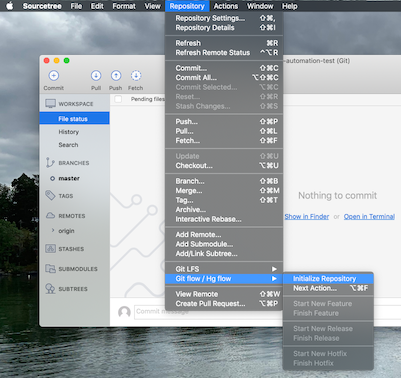 Sourcetree File Edit Format View Repository Actions Window Help
Repository Settings... ⇧⌘,
Repository Details ⇧⌘I
Refresh ⌘R
Refresh Remote Status ⌃⌥R
Commit... ⇧⌘C
Commit All... ⌥⇧⌘C
Commit Selected... ⌘C
Reset... ⇧⌘R
Stash Changes... ⇧⌘S
Push... ⇧⌘P
Pull... ⇧⌘L
Fetch... ⇧⌘F
Update ⇧⌘U
Checkout... ⌥⌘U
Branch... ⇧⌘B
Merge... ⇧⌘M
Tag... ⇧⌘T
Archive...
Interactive Rebase...
Add Remote...
Add Submodule...
Add/Link Subtree...
Git LFS
Git flow / Hg flow
View Remote ⇧⌘W
Create Pull Request... ⌥⌘P
Initialize Repository
Next Action... ⌥⌘F
Start New Feature
Finish Feature
Start New Release
Finish Release
Start New Hotfix
Finish Hotfix
-automation-test (Git)
Commit Pull Push Fetch
WORKSPACE
File status
History
Search
BRANCHES
master
TAGS
REMOTES
origin
STASHES
SUBMODULES
SUBTREES
Pending files
Nothing to commit
Show in Finder or Open in Terminal
Commit message